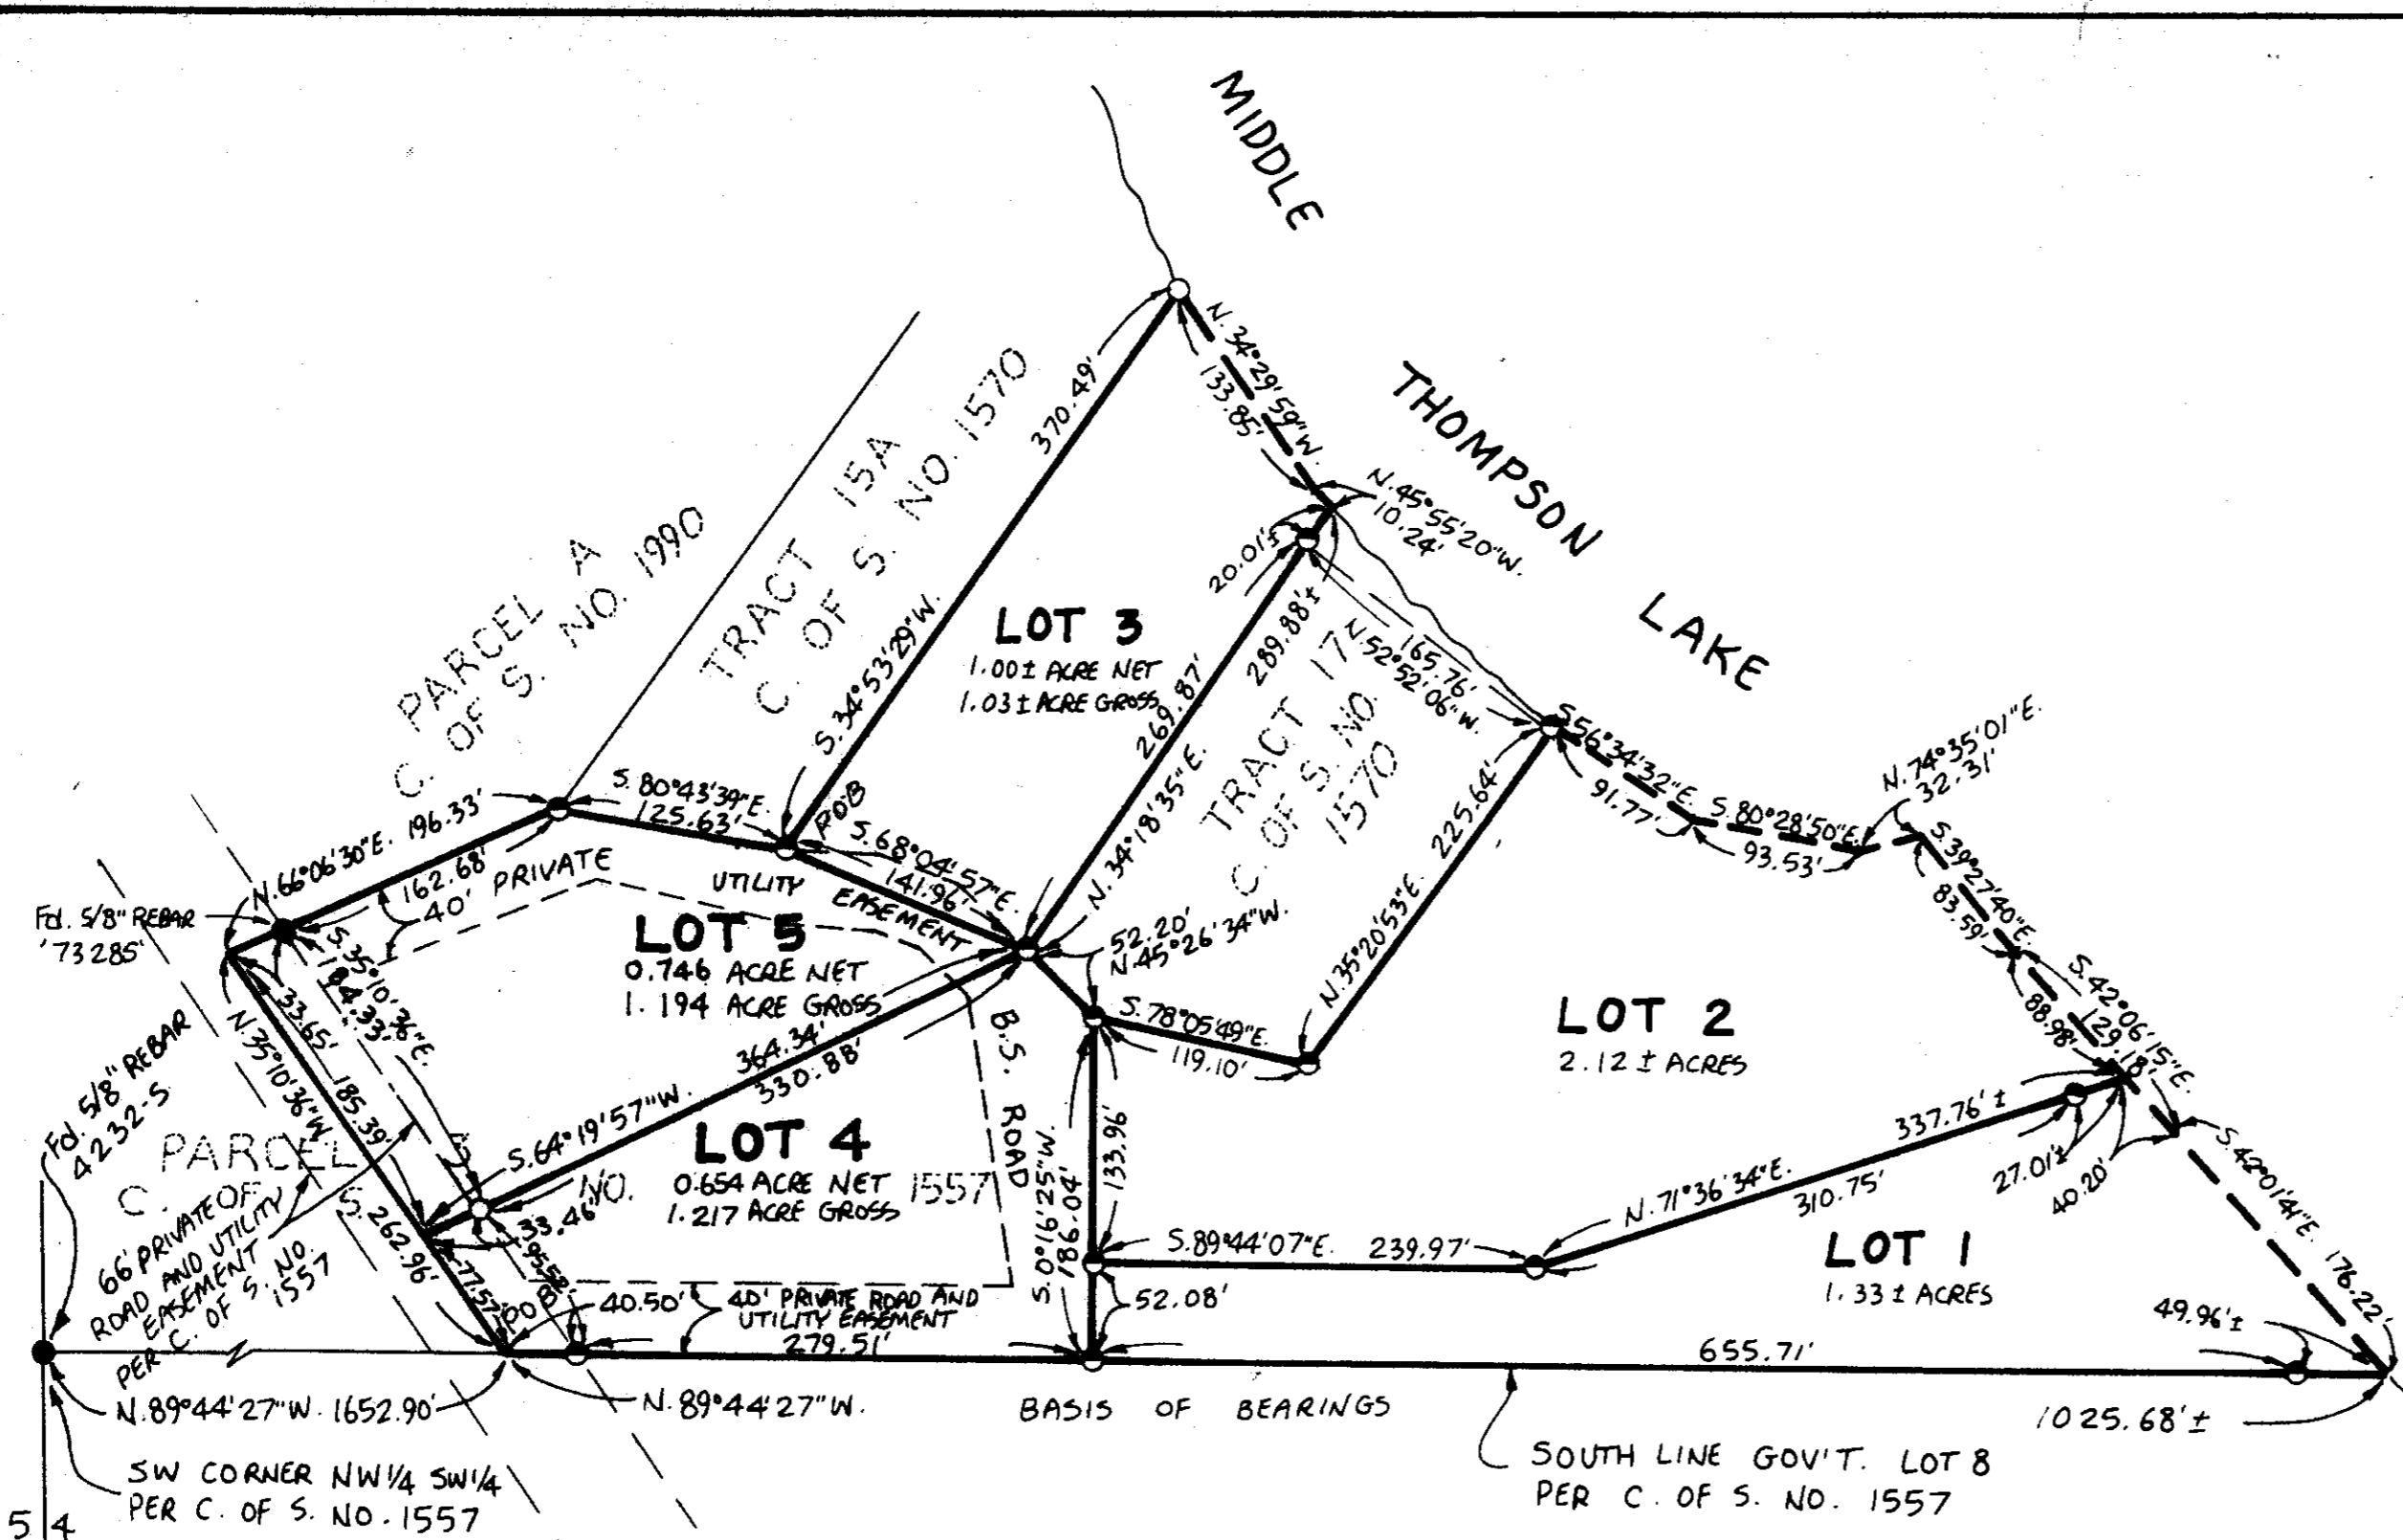 MIDDLE
THOMPSON
LAKE
N.34°29'59"W.
133.85'
370.49'
S.34°53'29"W.
N.45°55'20"W.
10.24'
20.01'±
289.88'±
269.87'
N.34°18'35"E.
165.76'
N.52°52'06"W.
PARCEL A
C. OF S. NO. 1990
TRACT 15A
C. OF S. NO. 1570
LOT 3
1.00± ACRE NET
1.03± ACRE GROSS
TRACT 17
C. OF S. NO.
1570
S56°34'32"E.
91.77'
S.80°28'50"E.
93.53'
N.74°35'01"E.
32.31'
S.39°27'40"E.
83.59'
S.42°06'15"E.
129.18'
88.98'
225.64'
N.35°20'53"E.
N.66°06'30"E. 196.33'
162.68'
S.80°43'39"E.
125.63'
POB
S.68°04'57"E.
141.96'
40' PRIVATE
UTILITY
EASEMENT
Fd. 5/8" REBAR
'7328S'
LOT 5
0.746 ACRE NET
1.194 ACRE GROSS
52.20'
N.45°26'34"W.
S.78°05'49"E.
119.10'
LOT 2
2.12 ± ACRES
S.35°10'36"E.
33.65'
N.35°10'36"W.
185.39'
364.34'
S.64°19'57"W.
330.88'
B.S. ROAD
Fd. 5/8" REBAR
4232-S
PARCEL
C. OF
NO. 1557
LOT 4
0.654 ACRE NET
1.217 ACRE GROSS
133.96'
S.0°16'25"W.
186.04'
66' PRIVATE
ROAD AND UTILITY
EASEMENT
PER C. OF S. NO.
1557
S. 262.96'
33.46'
95.52'
77.57'
POB
40.50'
40' PRIVATE ROAD AND
UTILITY EASEMENT
279.51'
S.89°44'07"E. 239.97'
52.08'
N.71°36'34"E.
310.75'
337.76'±
27.01'±
40.20'
S.42°01'41"E. 176.22'
LOT 1
1.33 ± ACRES
49.96'±
655.71'
N.89°44'27"W. 1652.90'
N.89°44'27"W.
BASIS OF BEARINGS
1025.68'±
SOUTH LINE GOV'T. LOT 8
PER C. OF S. NO. 1557
SW CORNER NW 1/4 SW 1/4
PER C. OF S. NO. 1557
5 4